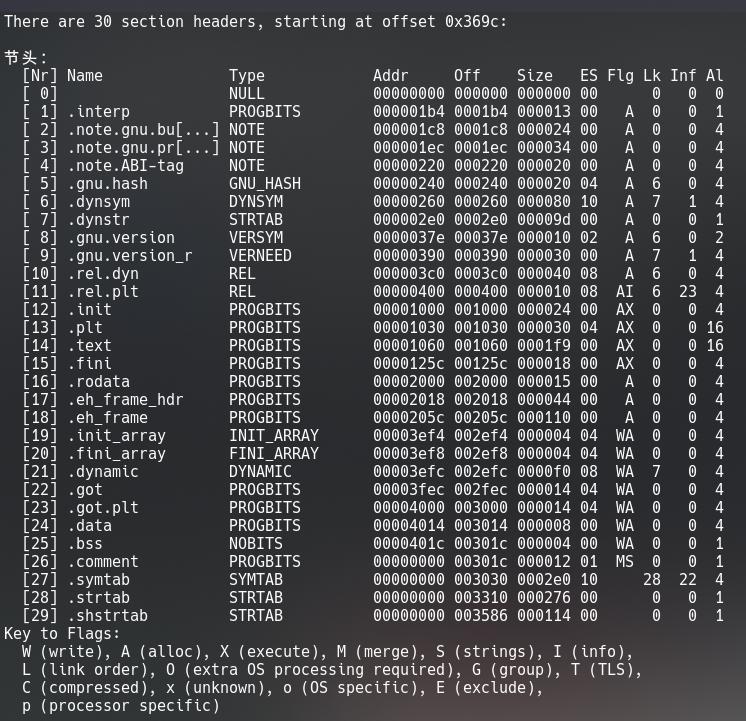 There are 30 section headers, starting at offset 0x369c:
节头:
[Nr] Name Type Addr Off Size ES Flg Lk Inf Al
[ 0] NULL 00000000 000000 000000 00 0 0 0
[ 1] .interp PROGBITS 000001b4 0001b4 000013 00 A 0 0 1
[ 2] .note.gnu.bu[...] NOTE 000001c8 0001c8 000024 00 A 0 0 4
[ 3] .note.gnu.pr[...] NOTE 000001ec 0001ec 000034 00 A 0 0 4
[ 4] .note.ABI-tag NOTE 00000220 000220 000020 00 A 0 0 4
[ 5] .gnu.hash GNU_HASH 00000240 000240 000020 04 A 6 0 4
[ 6] .dynsym DYNSYM 00000260 000260 000080 10 A 7 1 4
[ 7] .dynstr STRTAB 000002e0 0002e0 00009d 00 A 0 0 1
[ 8] .gnu.version VERSYM 0000037e 00037e 000010 02 A 6 0 2
[ 9] .gnu.version_r VERNEED 00000390 000390 000030 00 A 7 1 4
[10] .rel.dyn REL 000003c0 0003c0 000040 08 A 6 0 4
[11] .rel.plt REL 00000400 000400 000010 08 AI 6 23 4
[12] .init PROGBITS 00001000 001000 000024 00 AX 0 0 4
[13] .plt PROGBITS 00001030 001030 000030 04 AX 0 0 16
[14] .text PROGBITS 00001060 001060 0001f9 00 AX 0 0 16
[15] .fini PROGBITS 0000125c 00125c 000018 00 AX 0 0 4
[16] .rodata PROGBITS 00002000 002000 000015 00 A 0 0 4
[17] .eh_frame_hdr PROGBITS 00002018 002018 000044 00 A 0 0 4
[18] .eh_frame PROGBITS 0000205c 00205c 000110 00 A 0 0 4
[19] .init_array INIT_ARRAY 00003ef4 002ef4 000004 04 WA 0 0 4
[20] .fini_array FINI_ARRAY 00003ef8 002ef8 000004 04 WA 0 0 4
[21] .dynamic DYNAMIC 00003efc 002efc 0000f0 08 WA 7 0 4
[22] .got PROGBITS 00003fec 002fec 000014 04 WA 0 0 4
[23] .got.plt PROGBITS 00004000 003000 000014 04 WA 0 0 4
[24] .data PROGBITS 00004014 003014 000008 00 WA 0 0 4
[25] .bss NOBITS 0000401c 00301c 000004 00 WA 0 0 1
[26] .comment PROGBITS 00000000 00301c 000012 01 MS 0 0 1
[27] .symtab SYMTAB 00000000 003030 0002e0 10 28 22 4
[28] .strtab STRTAB 00000000 003310 000276 00 0 0 1
[29] .shstrtab STRTAB 00000000 003586 000114 00 0 0 1
Key to Flags:
W (write), A (alloc), X (execute), M (merge), S (strings), I (info),
L (link order), O (extra OS processing required), G (group), T (TLS),
C (compressed), x (unknown), o (OS specific), E (exclude),
p (processor specific)